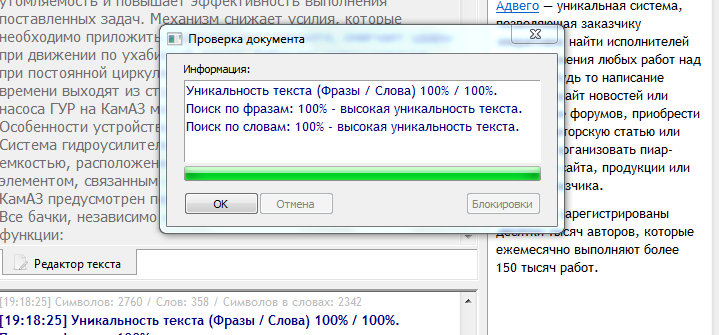 утомляемость и повышает эффективность выполнения
поставленных задач. Механизм снижает усилия, которые
необходимо приложить
при движении по ухаби
при постоянной циркул
времени выходят из ст
насоса ГУР на КамАЗ м
Особенности устройств
Система гидроусилител
емкостью, расположен
элементом, связанным
КамАЗ предусмотрен п
Все бачки, независимо
функции:
Редактор текста
[19:18:25] Символов: 2760 / Слов: 358 / Символов в словах: 2342
[19:18:25] Уникальность текста (Фразы / Слова) 100% / 100%.
Проверка документа
Информация:
Уникальность текста (Фразы / Слова) 100% / 100%.
Поиск по фразам: 100% - высокая уникальность текста.
Поиск по словам: 100% - высокая уникальность текста.
OK
Отмена
Блокировки
Адвего — уникальная система,
позволяющая заказчику
найти исполнителей
ения любых работ над
удь то написание
айт новостей или
форумов, приобрести
орскую статью или
рганизовать пиар-
сайта, продукции или
казчика.
арегистрированы
десятки тысяч авторов, которые
ежемесячно выполняют более
150 тысяч работ.